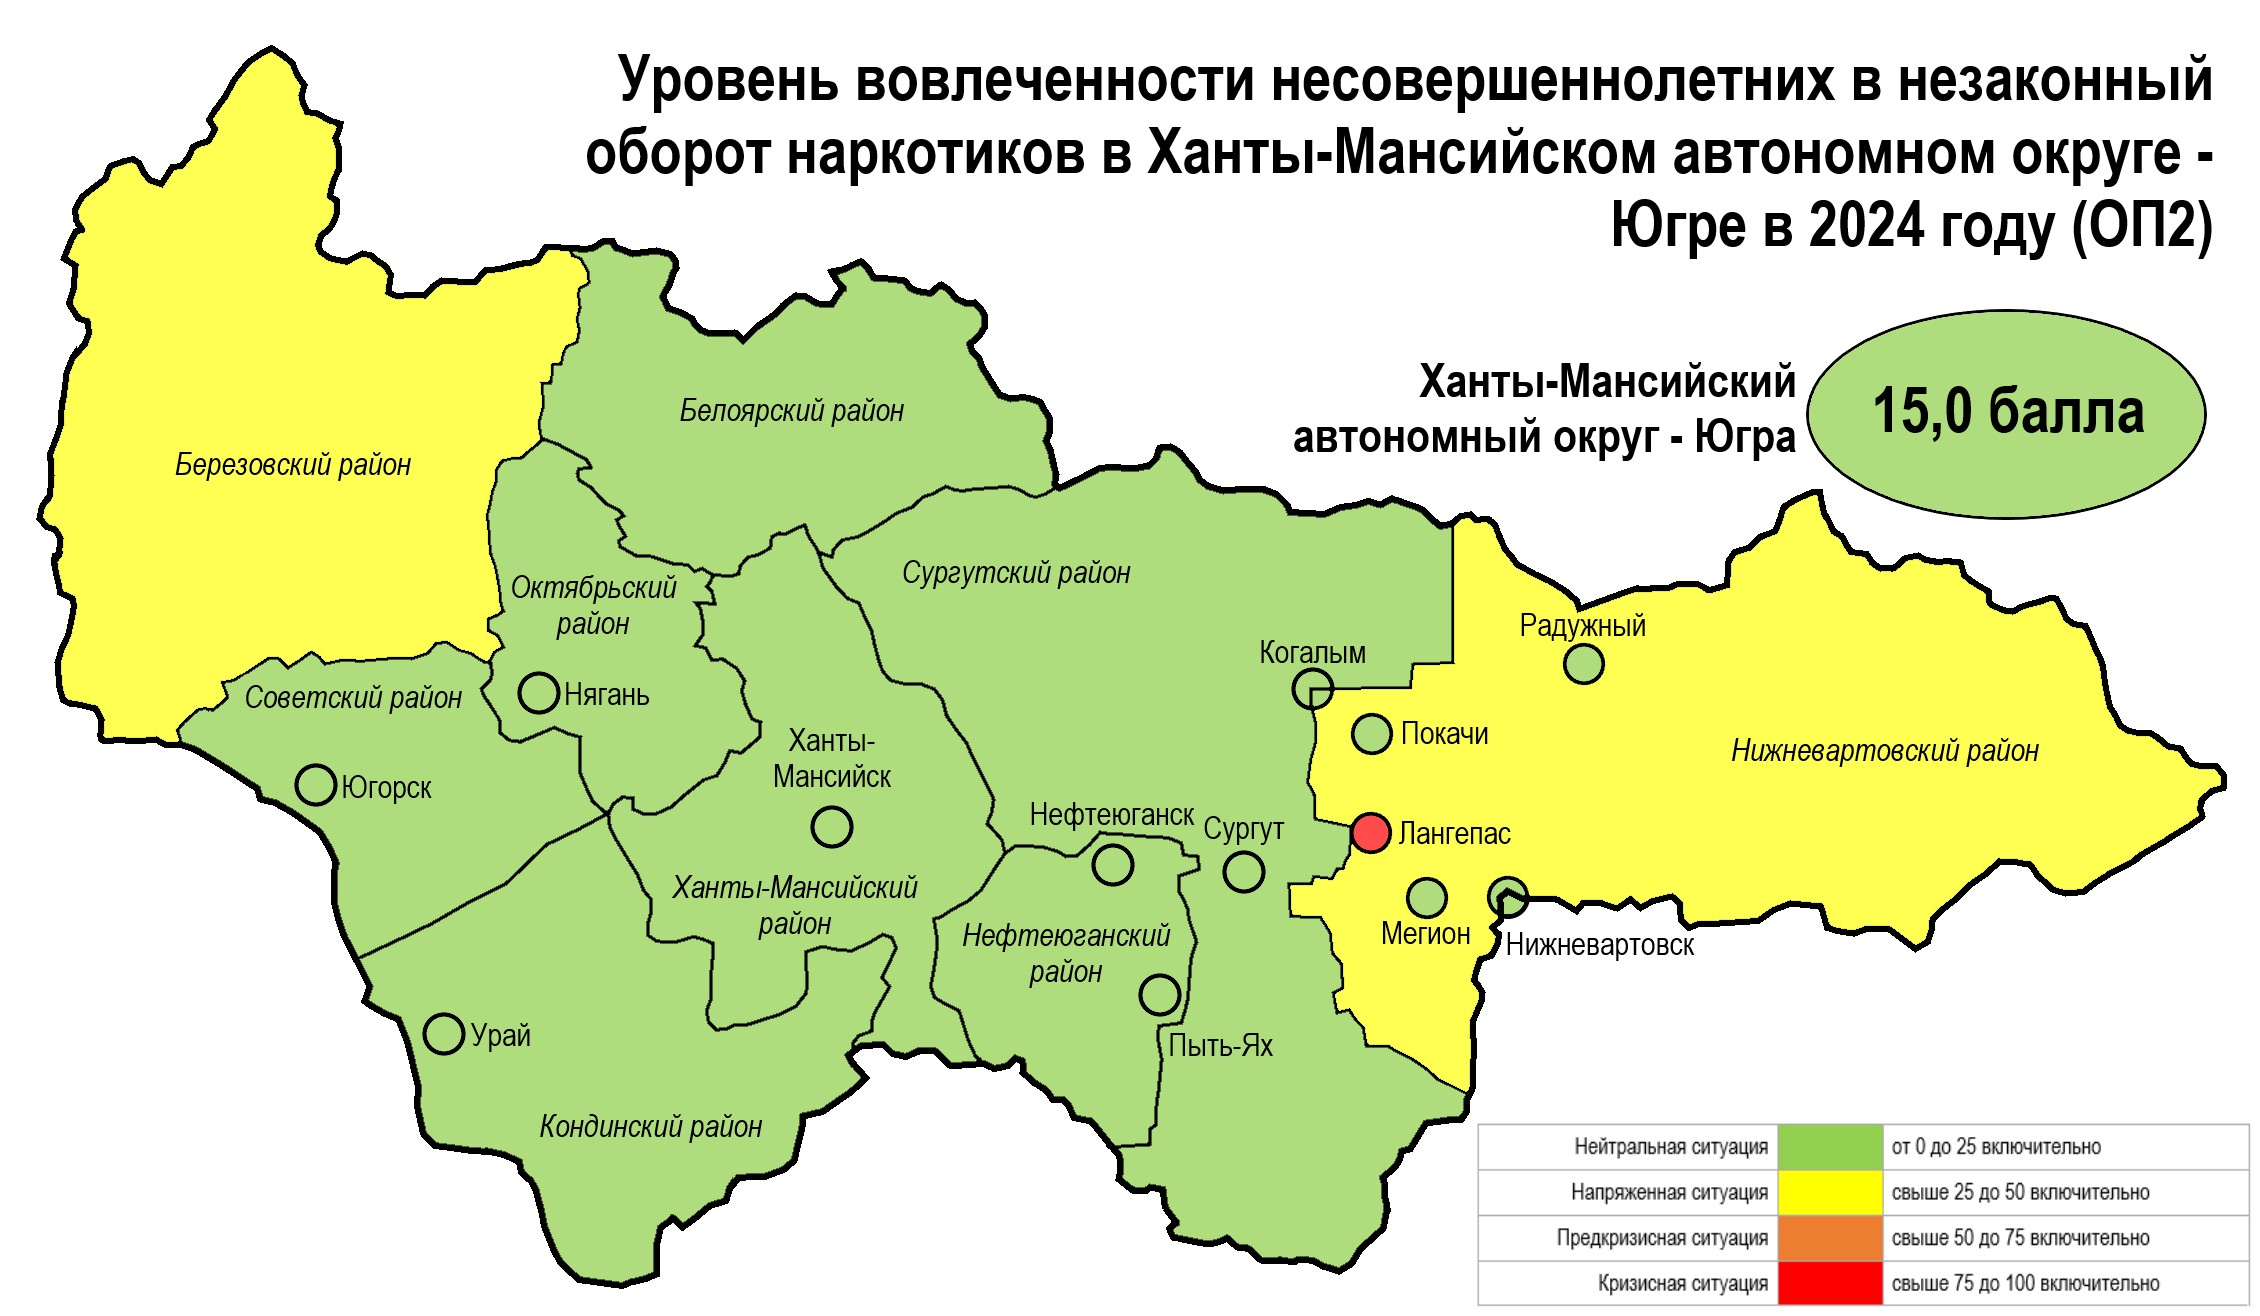 Уровень вовлеченности несовершеннолетних в незаконный
оборот наркотиков в Ханты-Мансийском автономном округе -
Югре в 2024 году (ОП2)
Ханты-Мансийский
автономный округ - Югра
15,0 балла
Белоярский район
Березовский район
Сургутский район
Октябрьский
район
Радужный
Когалым
Советский район
Нягань
Покачи
Ханты-
Мансийск
Нижневартовский район
Югорск
Нефтеюганск
Сургут
Лангепас
Ханты-Мансийский
район
Мегион
Нижневартовск
Нефтеюганский
район
Урай
Пыть-Ях
Кондинский район
Нейтральная ситуация от 0 до 25 включительно
Напряженная ситуация свыше 25 до 50 включительно
Предкризисная ситуация свыше 50 до 75 включительно
Кризисная ситуация свыше 75 до 100 включительно